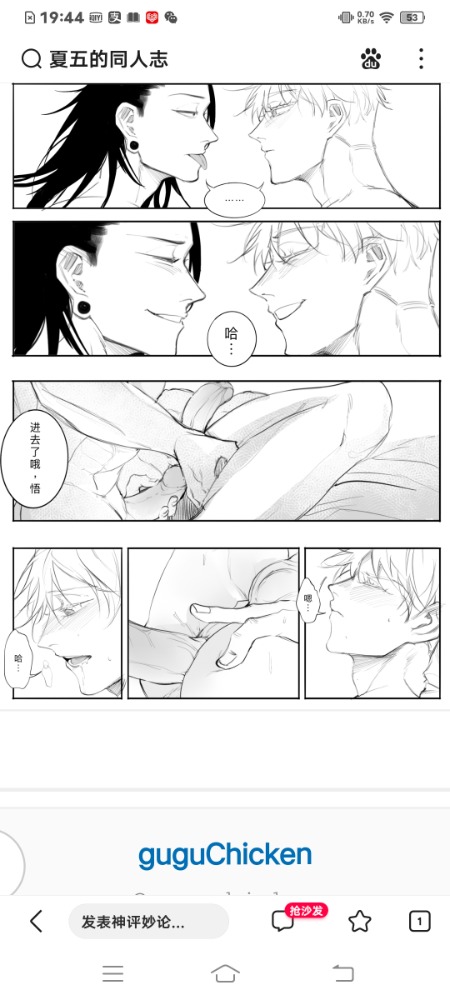 19:44
0.70
KB/s
53
夏五的同人志
du
……
哈…
进去了哦，悟
哈…
嗯…
guguChicken
发表神评妙论...
抢沙发
1